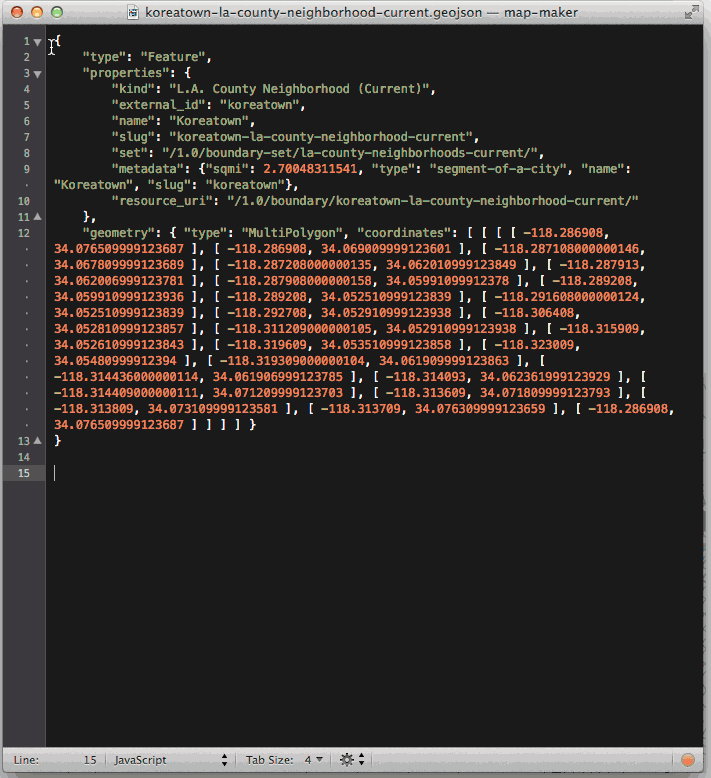 koreatown-la-county-neighborhood-current.geojson — map-maker
1 {
2 "type": "Feature",
3 "properties": {
4 "kind": "L.A. County Neighborhood (Current)",
5 "external_id": "koreatown",
6 "name": "Koreatown",
7 "slug": "koreatown-la-county-neighborhood-current",
8 "set": "/1.0/boundary-set/la-county-neighborhoods-current/",
9 "metadata": {"sqmi": 2.70048311541, "type": "segment-of-a-city", "name":
"Koreatown", "slug": "koreatown"},
10 "resource_uri": "/1.0/boundary/koreatown-la-county-neighborhood-current/"
11 },
12 "geometry": { "type": "MultiPolygon", "coordinates": [ [ [ [ -118.286908,
34.076509999123687 ], [ -118.286908, 34.069009999123601 ], [ -118.287108000000146,
34.067809999123689 ], [ -118.287208000000135, 34.062010999123849 ], [ -118.287913,
34.062006999123781 ], [ -118.287908000000158, 34.05991099912378 ], [ -118.289208,
34.059910999123936 ], [ -118.289208, 34.052510999123839 ], [ -118.291608000000124,
34.052510999123839 ], [ -118.292708, 34.052910999123938 ], [ -118.306408,
34.052810999123857 ], [ -118.311209000000105, 34.052910999123938 ], [ -118.315909,
34.052610999123843 ], [ -118.319609, 34.053510999123858 ], [ -118.323009,
34.05480999912394 ], [ -118.319309000000104, 34.061909999123863 ], [
-118.314436000000114, 34.061906999123785 ], [ -118.314093, 34.062361999123929 ], [
-118.314409000000111, 34.071209999123703 ], [ -118.313609, 34.071809999123793 ], [
-118.313809, 34.073109999123581 ], [ -118.313709, 34.076309999123659 ], [ -118.286908,
34.076509999123687 ] ] ] ] }
13 }
14
15
Line: 15 JavaScript Tab Size: 4